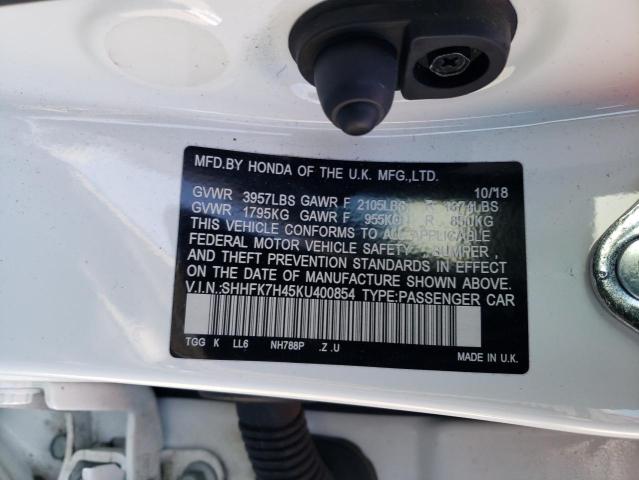 MFD.BY HONDA OF THE U.K. MFG.,LTD.
10/18
GVWR 3957LBS GAWR F 2105LBS R 1874LBS
GVWR 1795KG GAWR F 955KG R 850KG
THIS VEHICLE CONFORMS TO ALL APPLICABLE
FEDERAL MOTOR VEHICLE SAFETY , BUMPER , AND
THEFT PREVENTION STANDARDS IN EFFECT
ON THE DATE OF MANUFACTURE SHOWN ABOVE.
V.I.N.:SHHFK7H45KU400854 TYPE:PASSENGER CAR
TGG K LL6 NH788P .Z .U
MADE IN U.K.